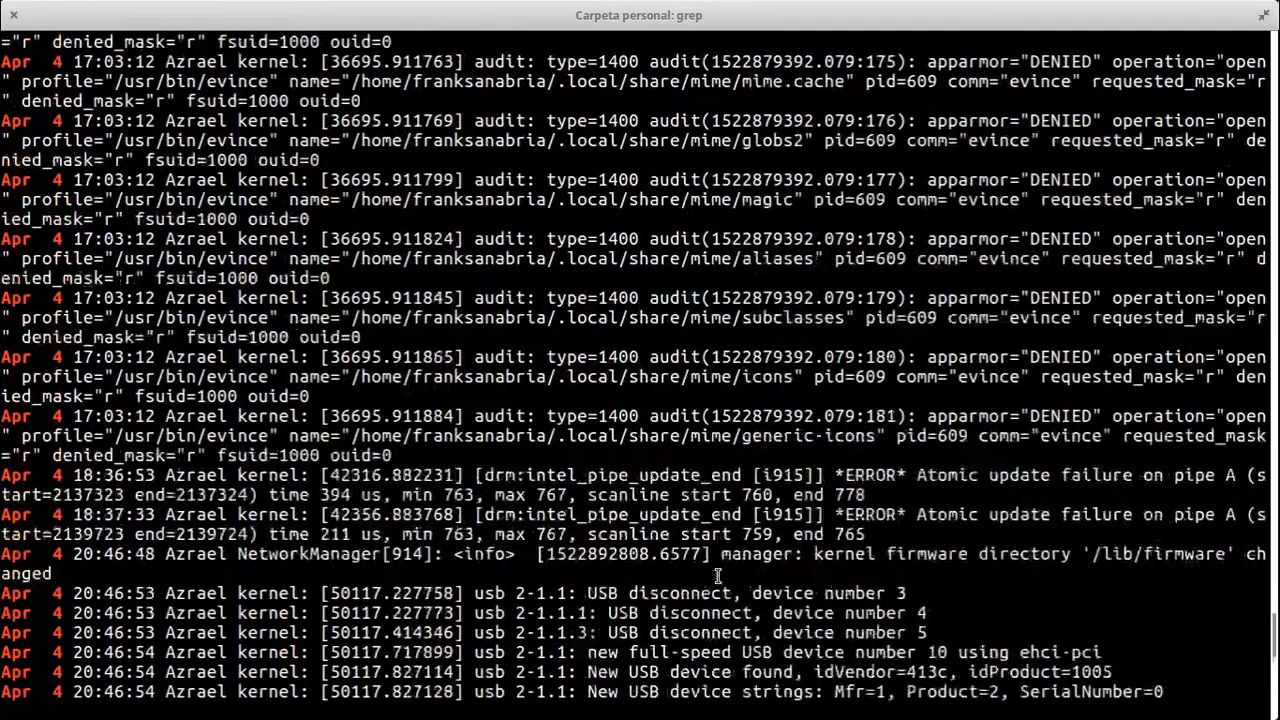 Carpeta personal: grep
="r" denied_mask="r" fsuid=1000 ouid=0
Apr  4 17:03:12 Azrael kernel: [36695.911763] audit: type=1400 audit(1522879392.079:175): apparmor="DENIED" operation="open
" profile="/usr/bin/evince" name="/home/franksanabria/.local/share/mime/mime.cache" pid=609 comm="evince" requested_mask="r
" denied_mask="r" fsuid=1000 ouid=0
Apr  4 17:03:12 Azrael kernel: [36695.911769] audit: type=1400 audit(1522879392.079:176): apparmor="DENIED" operation="open
" profile="/usr/bin/evince" name="/home/franksanabria/.local/share/mime/globs2" pid=609 comm="evince" requested_mask="r" de
nied_mask="r" fsuid=1000 ouid=0
Apr  4 17:03:12 Azrael kernel: [36695.911799] audit: type=1400 audit(1522879392.079:177): apparmor="DENIED" operation="open
" profile="/usr/bin/evince" name="/home/franksanabria/.local/share/mime/magic" pid=609 comm="evince" requested_mask="r" den
ied_mask="r" fsuid=1000 ouid=0
Apr  4 17:03:12 Azrael kernel: [36695.911824] audit: type=1400 audit(1522879392.079:178): apparmor="DENIED" operation="open
" profile="/usr/bin/evince" name="/home/franksanabria/.local/share/mime/aliases" pid=609 comm="evince" requested_mask="r" d
enied_mask="r" fsuid=1000 ouid=0
Apr  4 17:03:12 Azrael kernel: [36695.911845] audit: type=1400 audit(1522879392.079:179): apparmor="DENIED" operation="open
" profile="/usr/bin/evince" name="/home/franksanabria/.local/share/mime/subclasses" pid=609 comm="evince" requested_mask="r
" denied_mask="r" fsuid=1000 ouid=0
Apr  4 17:03:12 Azrael kernel: [36695.911865] audit: type=1400 audit(1522879392.079:180): apparmor="DENIED" operation="open
" profile="/usr/bin/evince" name="/home/franksanabria/.local/share/mime/icons" pid=609 comm="evince" requested_mask="r" den
ied_mask="r" fsuid=1000 ouid=0
Apr  4 17:03:12 Azrael kernel: [36695.911884] audit: type=1400 audit(1522879392.079:181): apparmor="DENIED" operation="open
" profile="/usr/bin/evince" name="/home/franksanabria/.local/share/mime/generic-icons" pid=609 comm="evince" requested_mask
="r" denied_mask="r" fsuid=1000 ouid=0
Apr  4 18:36:53 Azrael kernel: [42316.882231] [drm:intel_pipe_update_end [i915]] *ERROR* Atomic update failure on pipe A (s
tart=2137323 end=2137324) time 394 us, min 763, max 767, scanline start 760, end 778
Apr  4 18:37:33 Azrael kernel: [42356.883768] [drm:intel_pipe_update_end [i915]] *ERROR* Atomic update failure on pipe A (s
tart=2139723 end=2139724) time 211 us, min 763, max 767, scanline start 759, end 765
Apr  4 20:46:48 Azrael NetworkManager[914]: <info>  [1522892808.6577] manager: kernel firmware directory '/lib/firmware' ch
anged
Apr  4 20:46:53 Azrael kernel: [50117.227758] usb 2-1.1: USB disconnect, device number 3
Apr  4 20:46:53 Azrael kernel: [50117.227773] usb 2-1.1.1: USB disconnect, device number 4
Apr  4 20:46:53 Azrael kernel: [50117.414346] usb 2-1.1.3: USB disconnect, device number 5
Apr  4 20:46:54 Azrael kernel: [50117.717899] usb 2-1.1: new full-speed USB device number 10 using ehci-pci
Apr  4 20:46:54 Azrael kernel: [50117.827114] usb 2-1.1: New USB device found, idVendor=413c, idProduct=1005
Apr  4 20:46:54 Azrael kernel: [50117.827128] usb 2-1.1: New USB device strings: Mfr=1, Product=2, SerialNumber=0